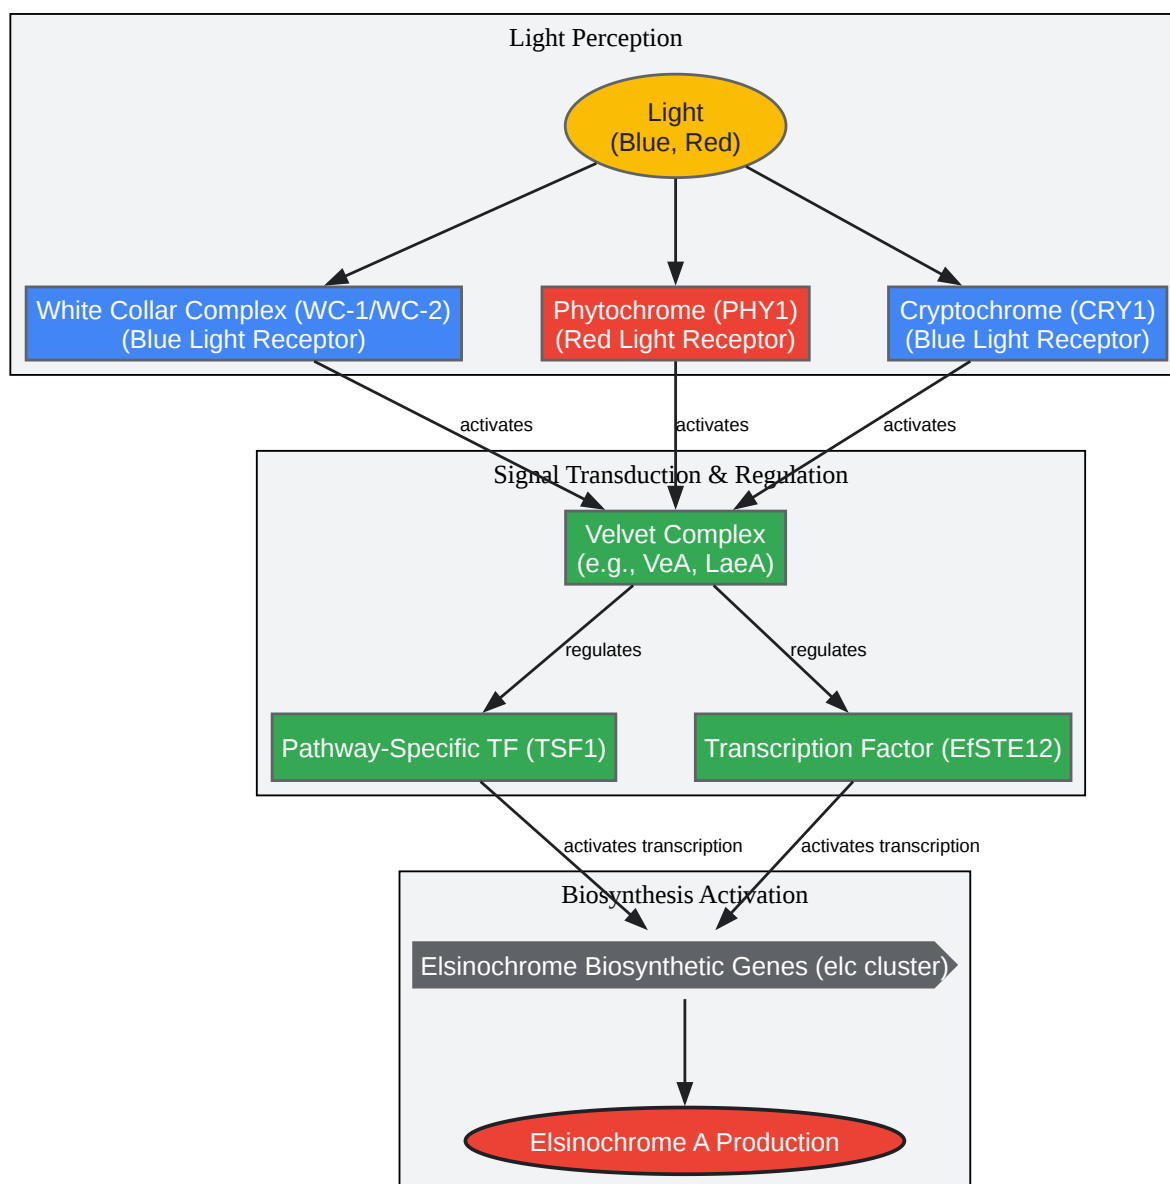 Light Perception
Light
(Blue, Red)
White Collar Complex (WC-1/WC-2)
(Blue Light Receptor)
Phytochrome (PHY1)
(Red Light Receptor)
Cryptochrome (CRY1)
(Blue Light Receptor)
activates
activates
activates
Signal Transduction & Regulation
Velvet Complex
(e.g., VeA, LaeA)
regulates
regulates
Pathway-Specific TF (TSF1)
Transcription Factor (EfSTE12)
activates transcription
activates transcription
Biosynthesis Activation
Elsinochrome Biosynthetic Genes (elc cluster)
Elsinochrome A Production